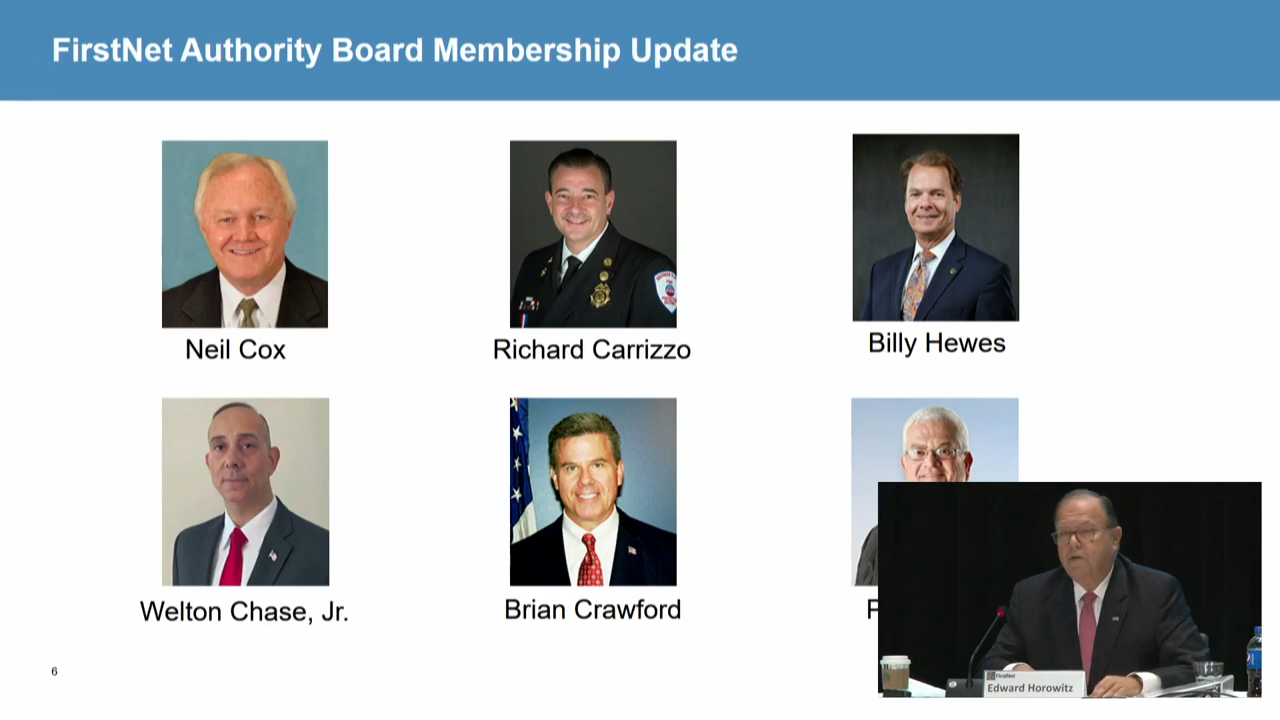 FirstNet Authority Board Membership Update
Neil Cox
Richard Carrizzo
Billy Hewes
Welton Chase, Jr.
Brian Crawford
6
FirstNet
Edward Horowitz